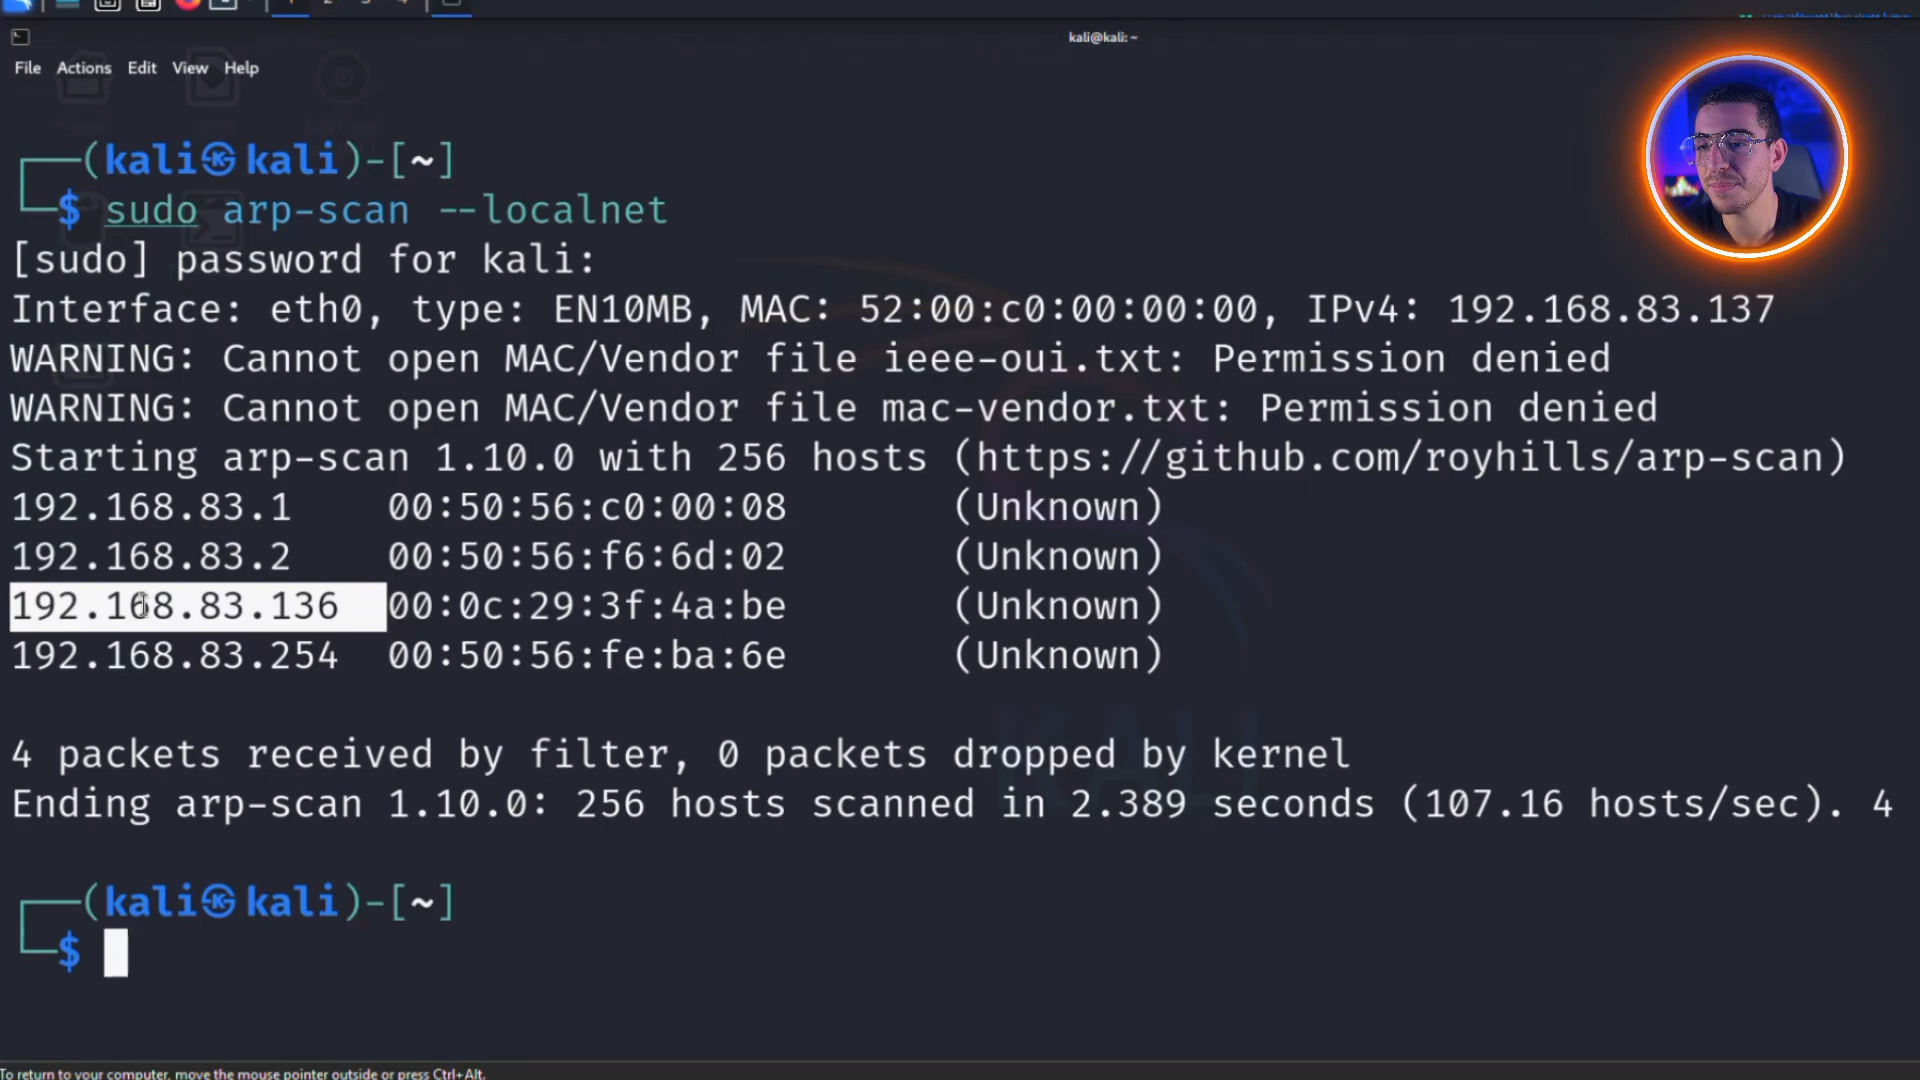 kali@kali: ~
File Actions Edit View Help
(kali㉿kali)-[~]
$ sudo arp-scan --localnet
[sudo] password for kali:
Interface: eth0, type: EN10MB, MAC: 52:00:c0:00:00:00, IPv4: 192.168.83.137
WARNING: Cannot open MAC/Vendor file ieee-oui.txt: Permission denied
WARNING: Cannot open MAC/Vendor file mac-vendor.txt: Permission denied
Starting arp-scan 1.10.0 with 256 hosts (https://github.com/royhills/arp-scan)
192.168.83.1 00:50:56:c0:00:08 (Unknown)
192.168.83.2 00:50:56:f6:6d:02 (Unknown)
192.168.83.136 00:0c:29:3f:4a:be (Unknown)
192.168.83.254 00:50:56:fe:ba:6e (Unknown)
4 packets received by filter, 0 packets dropped by kernel
Ending arp-scan 1.10.0: 256 hosts scanned in 2.389 seconds (107.16 hosts/sec). 4
KALI
(kali㉿kali)-[~]
$
To return to your computer, move the mouse pointer outside or press Ctrl+Alt.